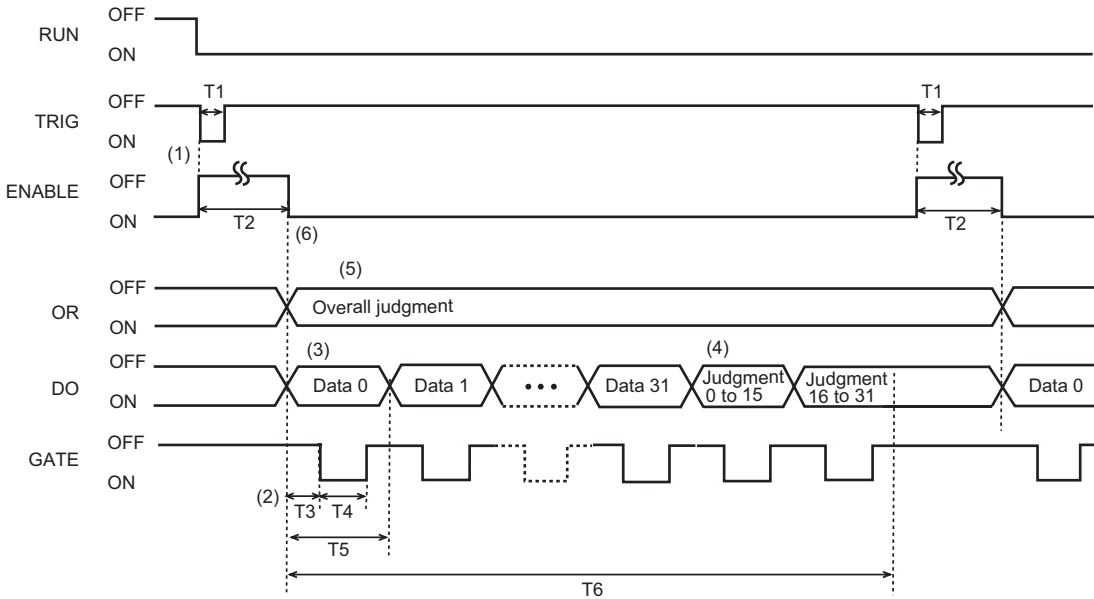 OFF
RUN
ON
OFF
T1
T1
TRIG
ON
(1)
OFF
ENABLE
ON
T2
T2
(6)
(5)
OFF
Overall judgment
OR
ON
(3)
(4)
OFF
DO
Data 0
Data 1
•••
Data 31
Judgment
0 to 15
Judgment
16 to 31
Data 0
ON
OFF
GATE
ON
(2)
T3
T4
T5
T6